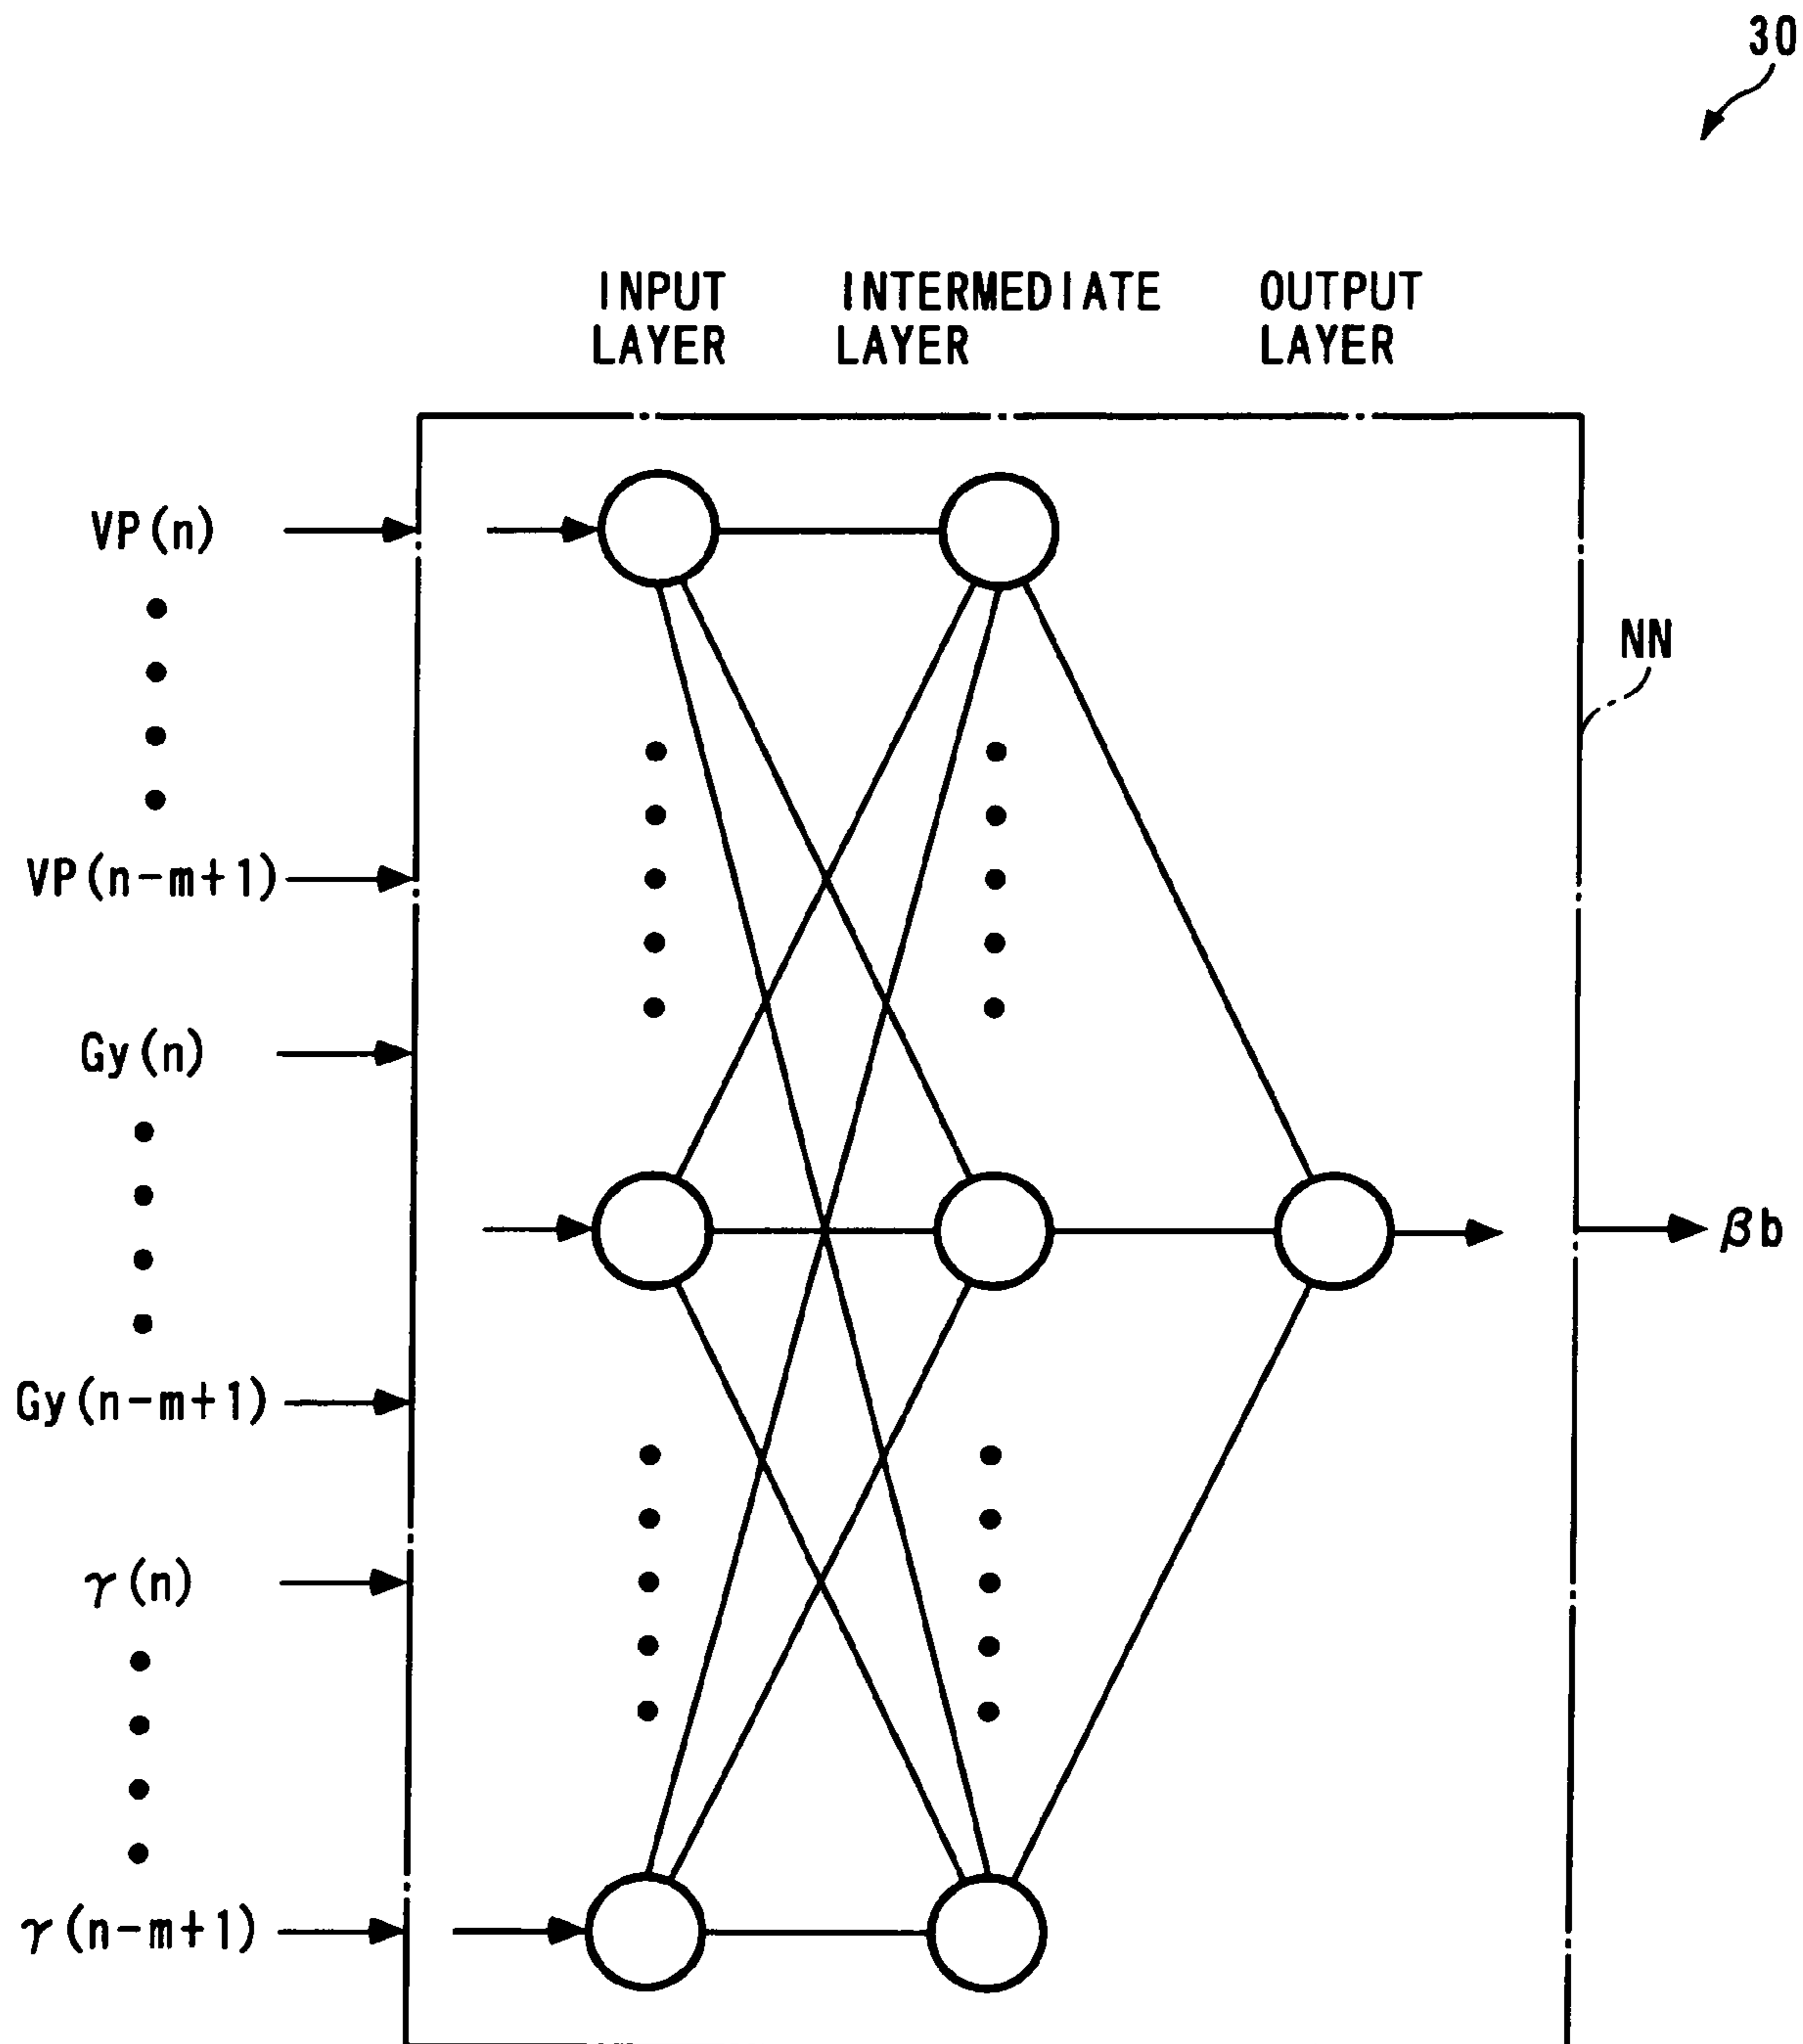 30
INPUT LAYER
INTERMEDIATE LAYER
OUTPUT LAYER
VP(n)
NN
VP(n-m+1)
Gy(n)
βb
Gy(n-m+1)
γ(n)
γ(n-m+1)